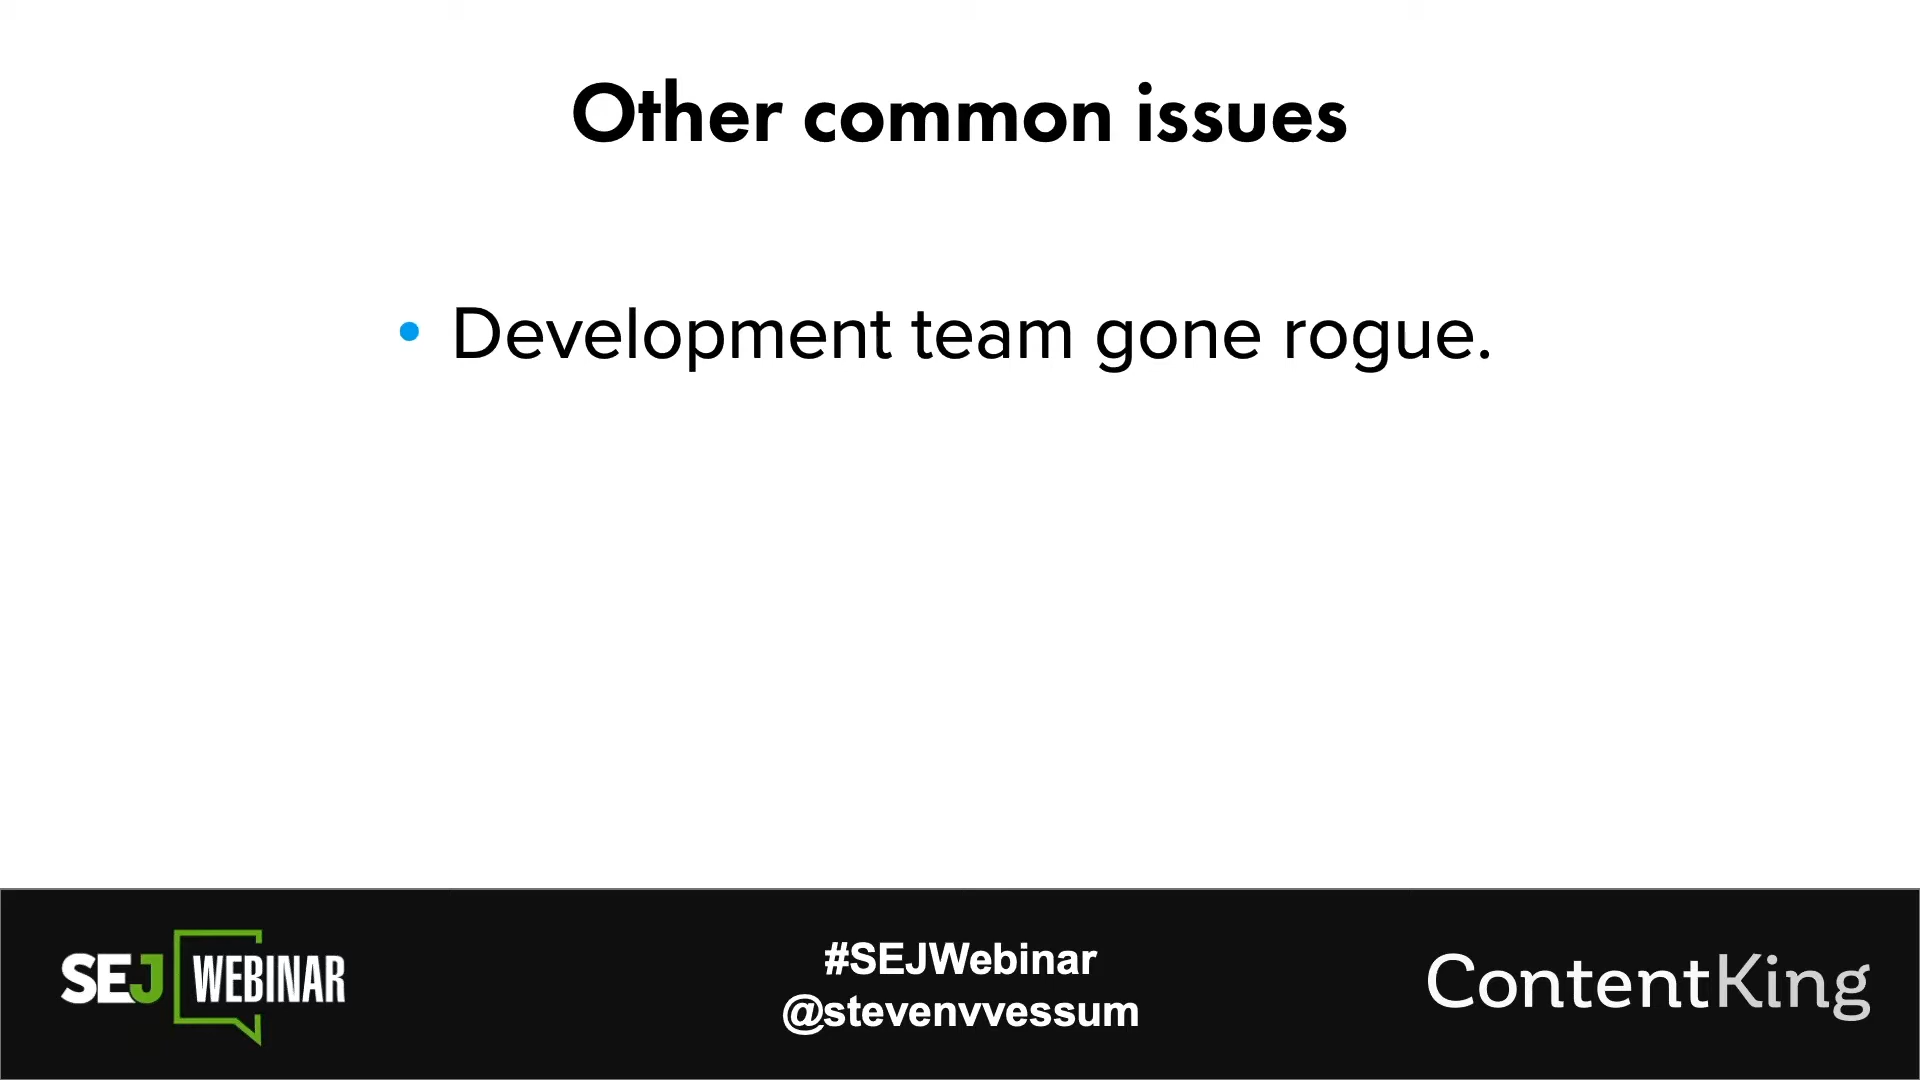 Other common issues
• Development team gone rogue.
SEJ WEBINAR
#SEJWebinar
@stevenvvessum
ContentKing